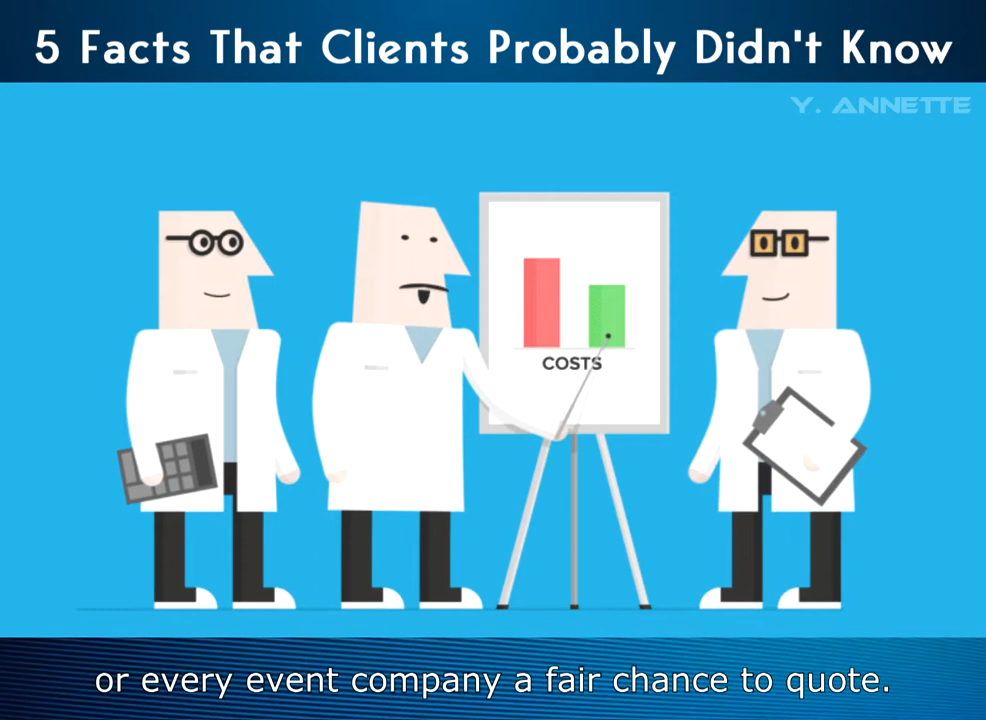 5 Facts That Clients Probably Didn't Know
Y. ANNETTE
COSTS
or every event company a fair chance to quote.